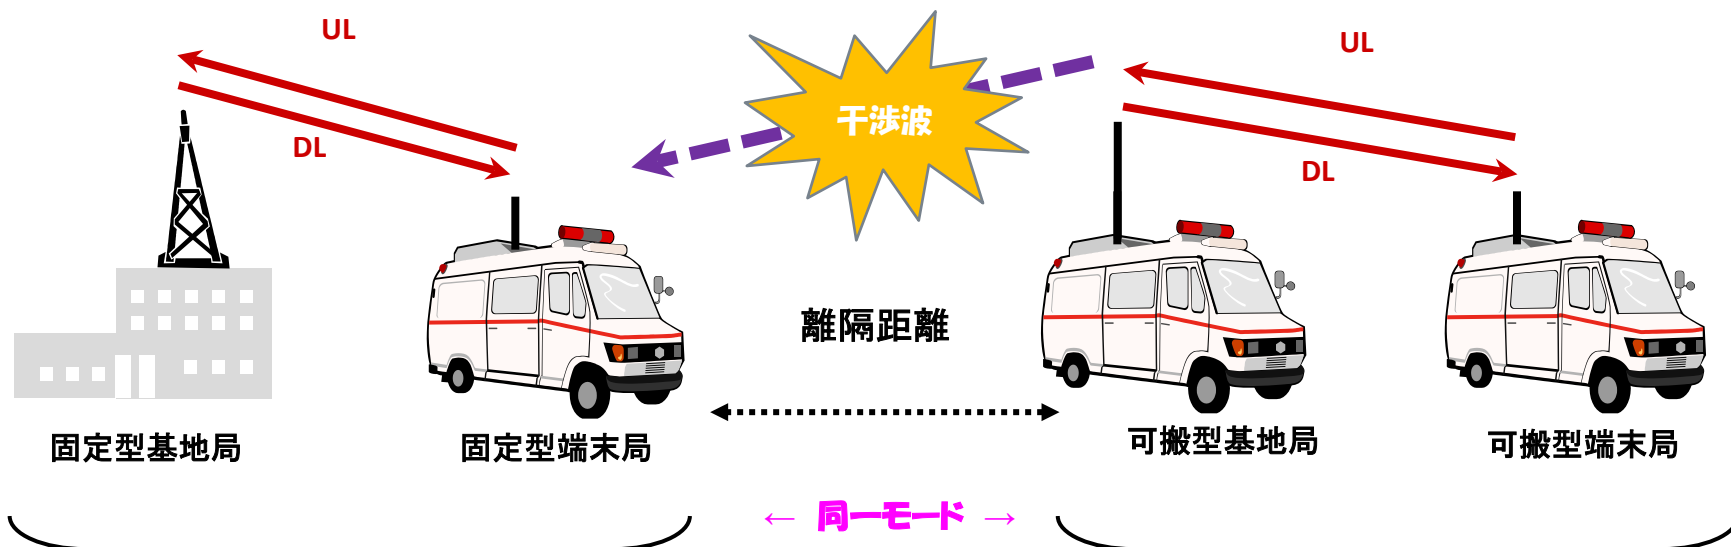 UL
UL
干渉波
DL
DL
離隔距離
固定型基地局
固定型端末局
可搬型基地局
可搬型端末局
← 同一モード →